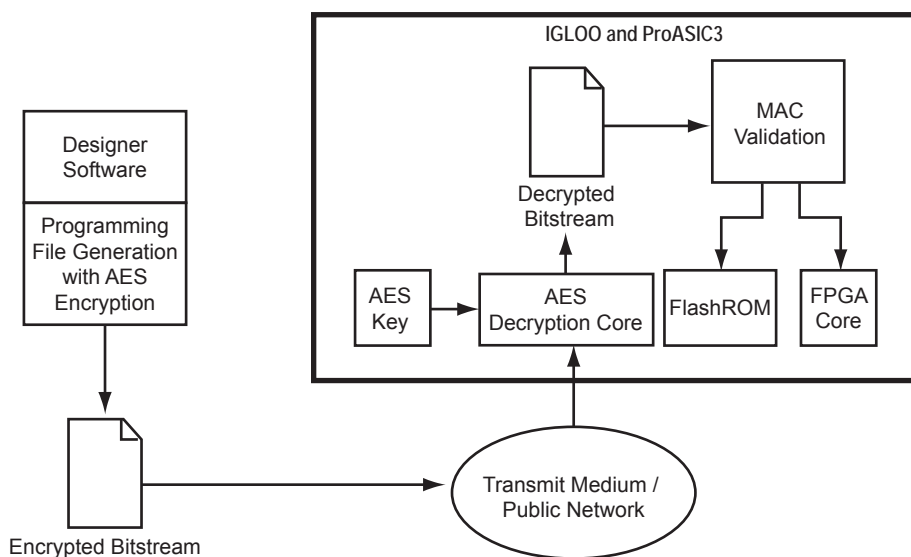 IGLOO and ProASIC3
MAC
Validation
Designer
Software
Decrypted
Bitstream
Programming
File Generation
with AES
Encryption
AES
Key
AES
Decryption Core
FlashROM
FPGA
Core
Transmit Medium /
Public Network
Encrypted Bitstream